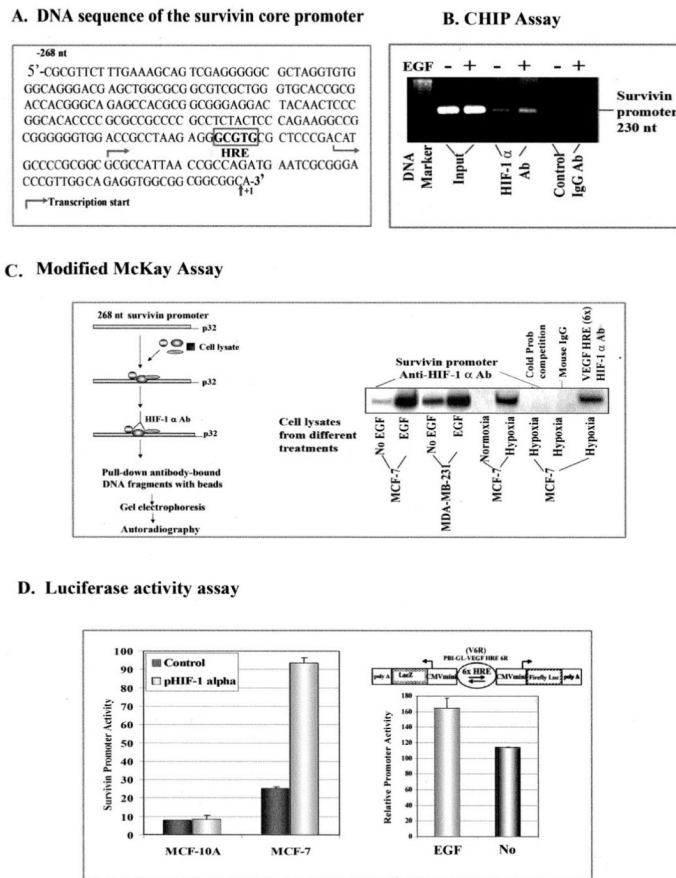 A. DNA sequence of the survivin core promoter
-268 nt
5'-CGCGTTCT TTGAAAGCAG TCGAGGGGGC GCTAGGTGTG
GGCAGGGACG AGCTGGCGCG GCGTCGCTGG GTGCACCGCG
ACCACGGGCA GAGCCACGCG GCGGGAGGAC TACAACTCCC
GGCACACCCC GCGCCGCCCC GCCTCTACTCC CAGAAGGCCG
CGGGGGGTGG ACCGCCTAAG AGGGCGTGCG CTCCCGACAT
HRE
GCCCCGCGGC GCGCCATTAA CCGCCAGATG AATCGCGGGA
CCCGTTGGCA GAGGTGGCGG CGGCGGCA-3'
+1
Transcription start
B. CHIP Assay
EGF - + - + - +
Survivin
promoter
230 nt
DNA
Marker
Input
HIF-1 α
Ab
Control
IgG Ab
C. Modified McKay Assay
268 nt survivin promoter
p32
Cell lysate
p32
HIF-1 α Ab
p32
Pull-down antibody-bound
DNA fragments with beads
Gel electrophoresis
Autoradiography
Survivin promoter
Anti-HIF-1 α Ab
Cold Prob
competition
Mouse IgG
VEGF HRE (6x)
HIF-1 α Ab
Cell lysates
from different
treatments
No EGF
EGF
No EGF
EGF
Normoxia
Hypoxia
Hypoxia
Hypoxia
Hypoxia
MCF-7
MDA-MB-231
MCF-7
MCF-7
D. Luciferase activity assay
Survivin Promoter Activity
100
90
80
70
60
50
40
30
20
10
0
Control
pHIF-1 alpha
MCF-10A
MCF-7
(V6R)
PBI-GL-VEGF HRE 6R
poly A
LacZ
CMVmini
6x HRE
CMVmini
Firefly Luc
poly A
Relative Promoter Activity
180
160
140
120
100
80
60
40
20
0
EGF
No